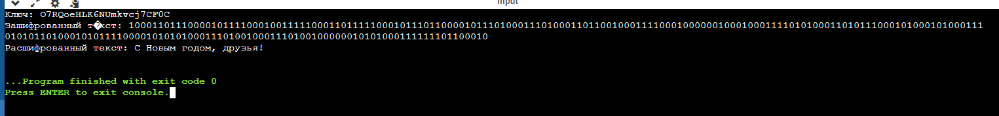 input
Ключ: O7RQoeHLK6NUmkvcj7CF0C
Зашифрованный т�кст: 1000110111000010111100010011111000110111110001011101100001011101000111010001101100100011110001000000100010001111010100011010111000101000101000111
0101011010001010111100001010101000111010010001110100100000010101000111111101100010
Расшифрованный текст: С Новым годом, друзья!
...Program finished with exit code 0
Press ENTER to exit console.